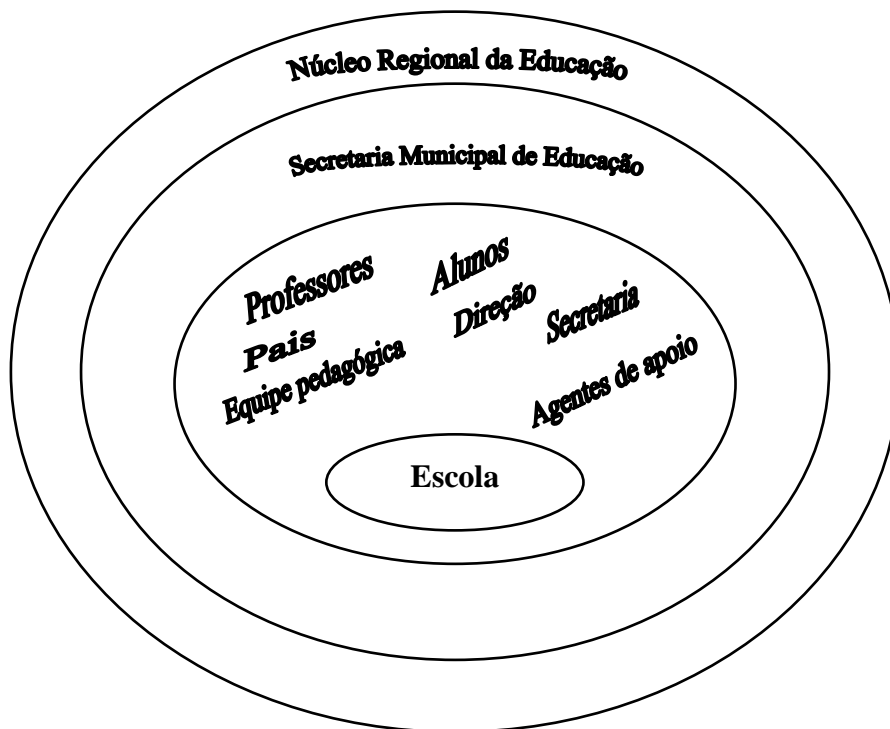 Núcleo Regional da Educação
Secretaria Municipal de Educação
Professores
Alunos
Pais
Direção
Secretaria
Equipe pedagógica
Agentes de apoio
Escola